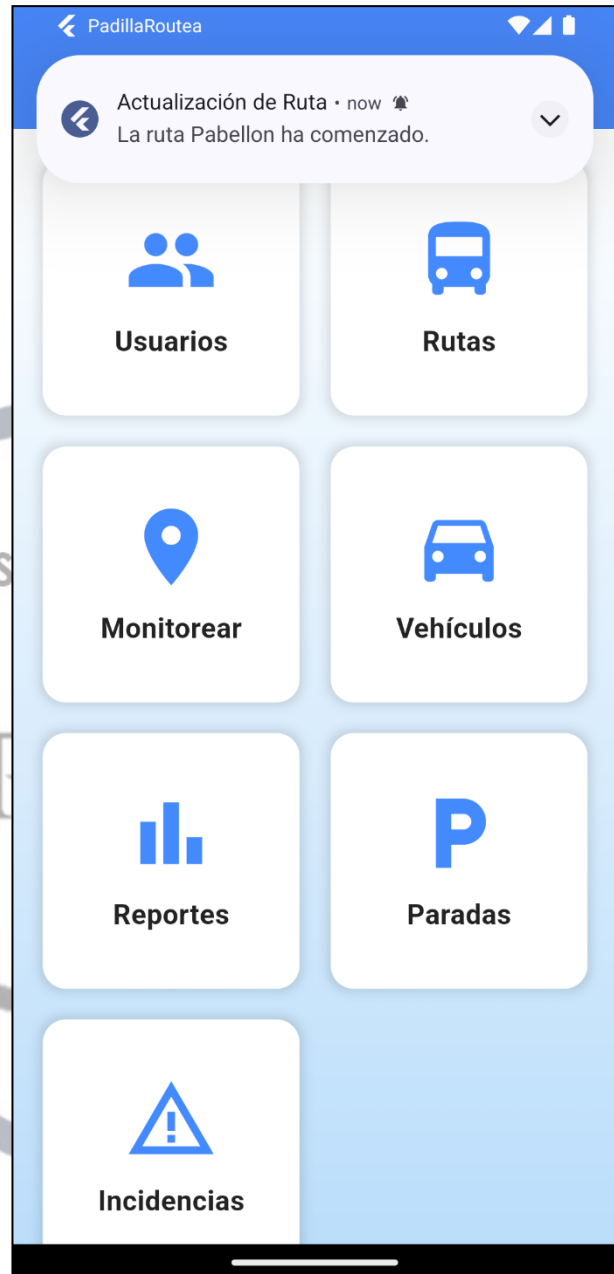 PadillaRoutea
Actualización de Ruta • now
La ruta Pabellon ha comenzado.
Usuarios
Rutas
Monitorear
Vehículos
Reportes
P
Paradas
Incidencias